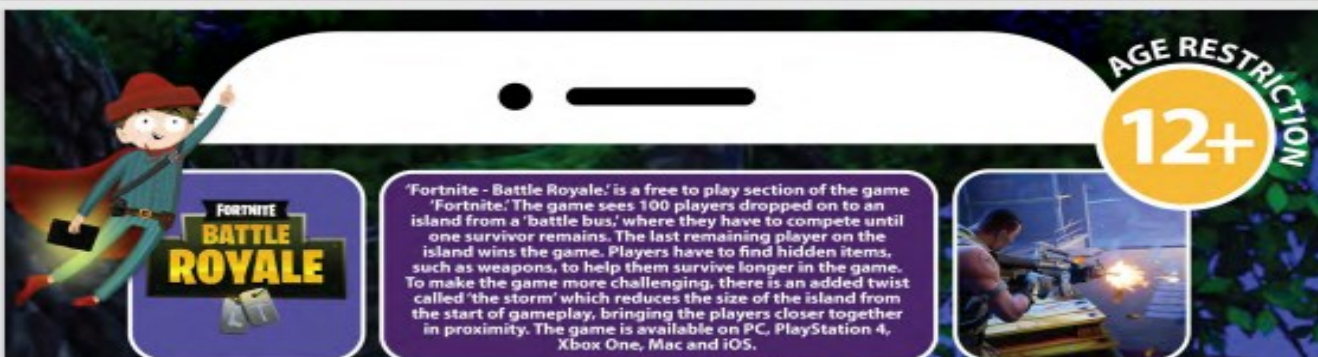 AGE RESTRICTION
12+
FORTNITE
BATTLE
ROYALE
'Fortnite - Battle Royale.' is a free to play section of the game
'Fortnite.' The game sees 100 players dropped on to an
island from a 'battle bus,' where they have to compete until
one survivor remains. The last remaining player on the
island wins the game. Players have to find hidden items,
such as weapons, to help them survive longer in the game.
To make the game more challenging, there is an added twist
called 'the storm' which reduces the size of the island from
the start of gameplay, bringing the players closer together
in proximity. The game is available on PC, PlayStation 4,
Xbox One, Mac and iOS.